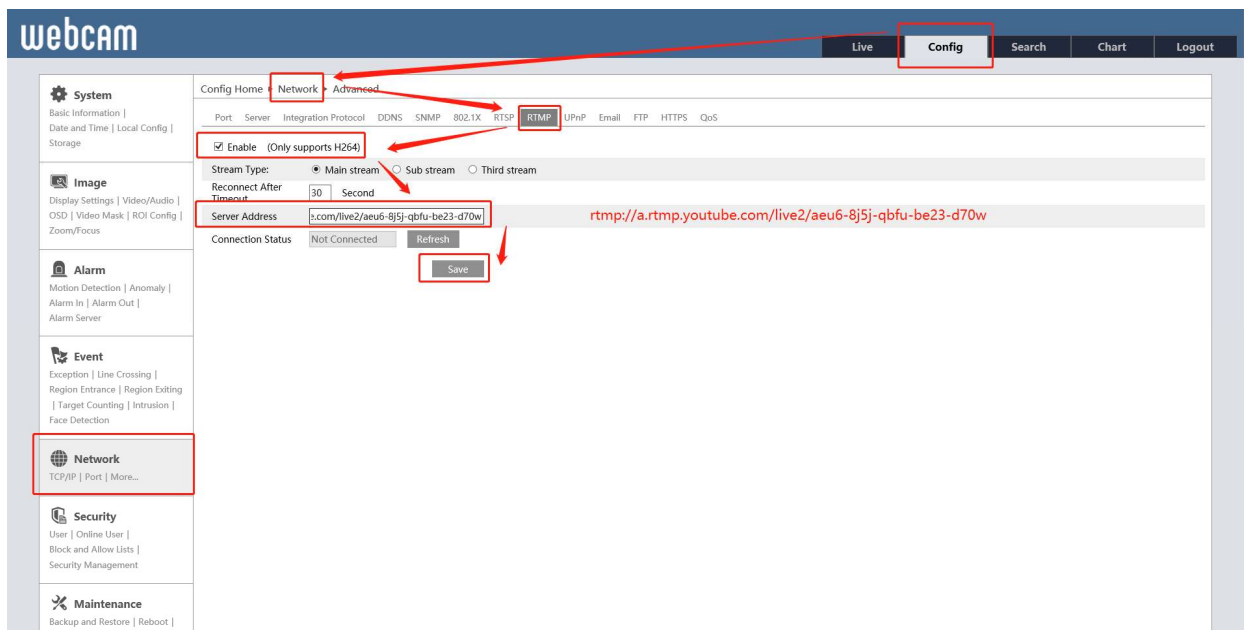 webcam
Live Config Search Chart Logout
System
Basic Information |
Date and Time | Local Config |
Storage
Image
Display Settings | Video/Audio |
OSD | Video Mask | ROI Config |
Zoom/Focus
Alarm
Motion Detection | Anomaly |
Alarm In | Alarm Out |
Alarm Server
Event
Exception | Line Crossing |
Region Entrance | Region Exiting
| Target Counting | Intrusion |
Face Detection
Network
TCP/IP | Port | More...
Security
User | Online User |
Block and Allow Lists |
Security Management
Maintenance
Backup and Restore | Reboot |
Config Home ▸ Network ▸ Advanced
Port Server Integration Protocol DDNS SNMP 802.1X RTSP RTMP UPnP Email FTP HTTPS QoS
Enable (Only supports H264)
Stream Type: Main stream Sub stream Third stream
Reconnect After
Timeout 30 Second
Server Address e.com/live2/aeu6-8j5j-qbfu-be23-d70w rtmp://a.rtmp.youtube.com/live2/aeu6-8j5j-qbfu-be23-d70w
Connection Status Not Connected Refresh
Save